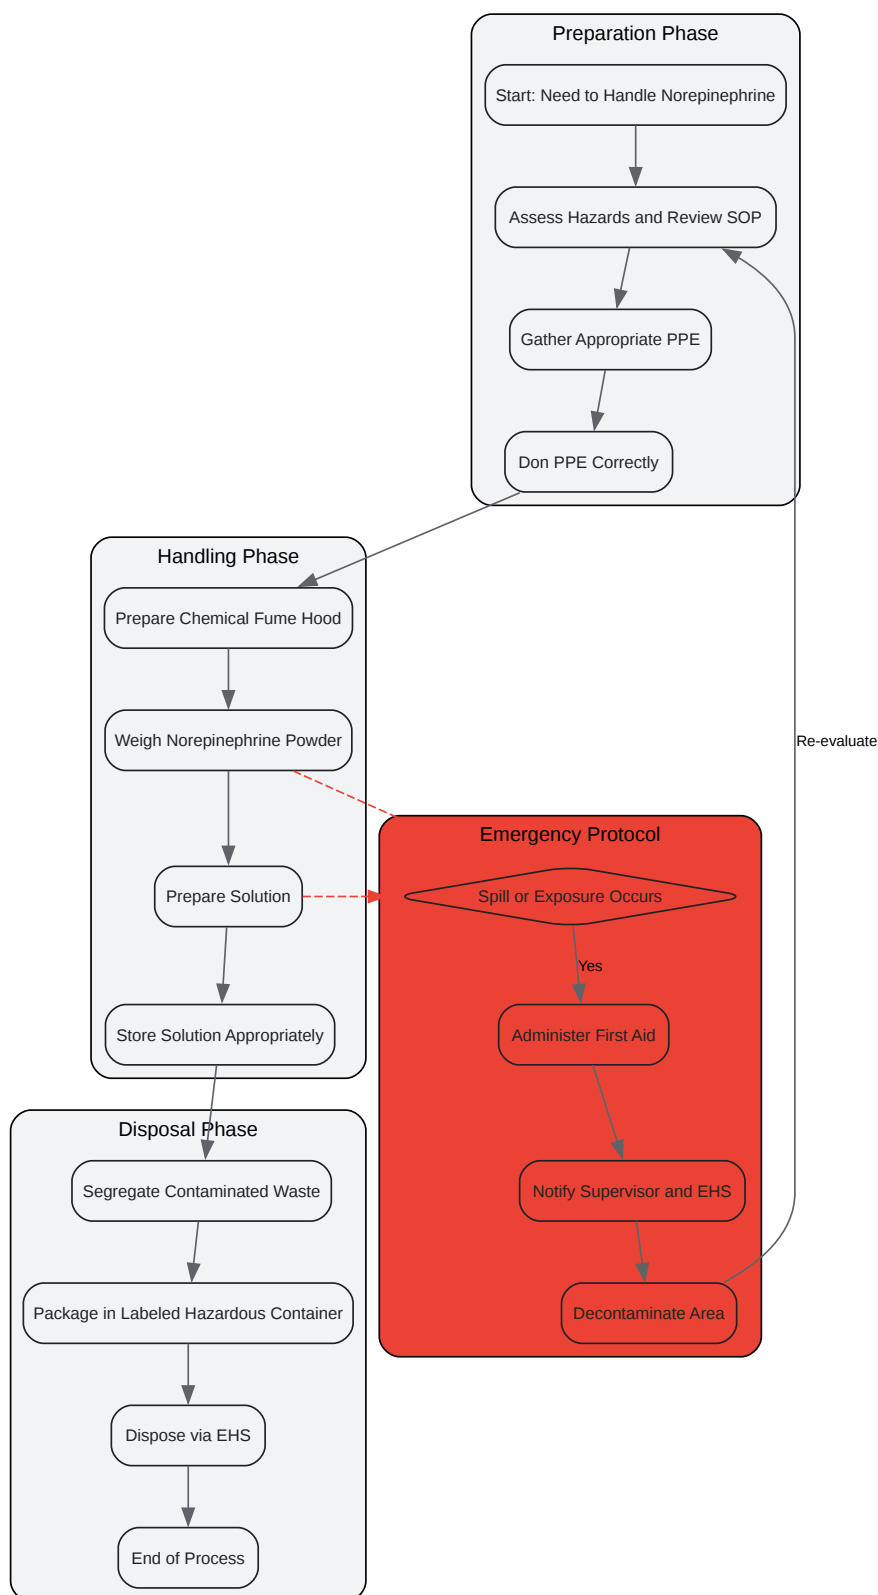 Preparation Phase
Start: Need to Handle Norepinephrine
Assess Hazards and Review SOP
Gather Appropriate PPE
Don PPE Correctly
Handling Phase
Prepare Chemical Fume Hood
Weigh Norepinephrine Powder
Re-evaluate
Emergency Protocol
Prepare Solution
Spill or Exposure Occurs
Yes
Store Solution Appropriately
Administer First Aid
Disposal Phase
Segregate Contaminated Waste
Notify Supervisor and EHS
Package in Labeled Hazardous Container
Decontaminate Area
Dispose via EHS
End of Process